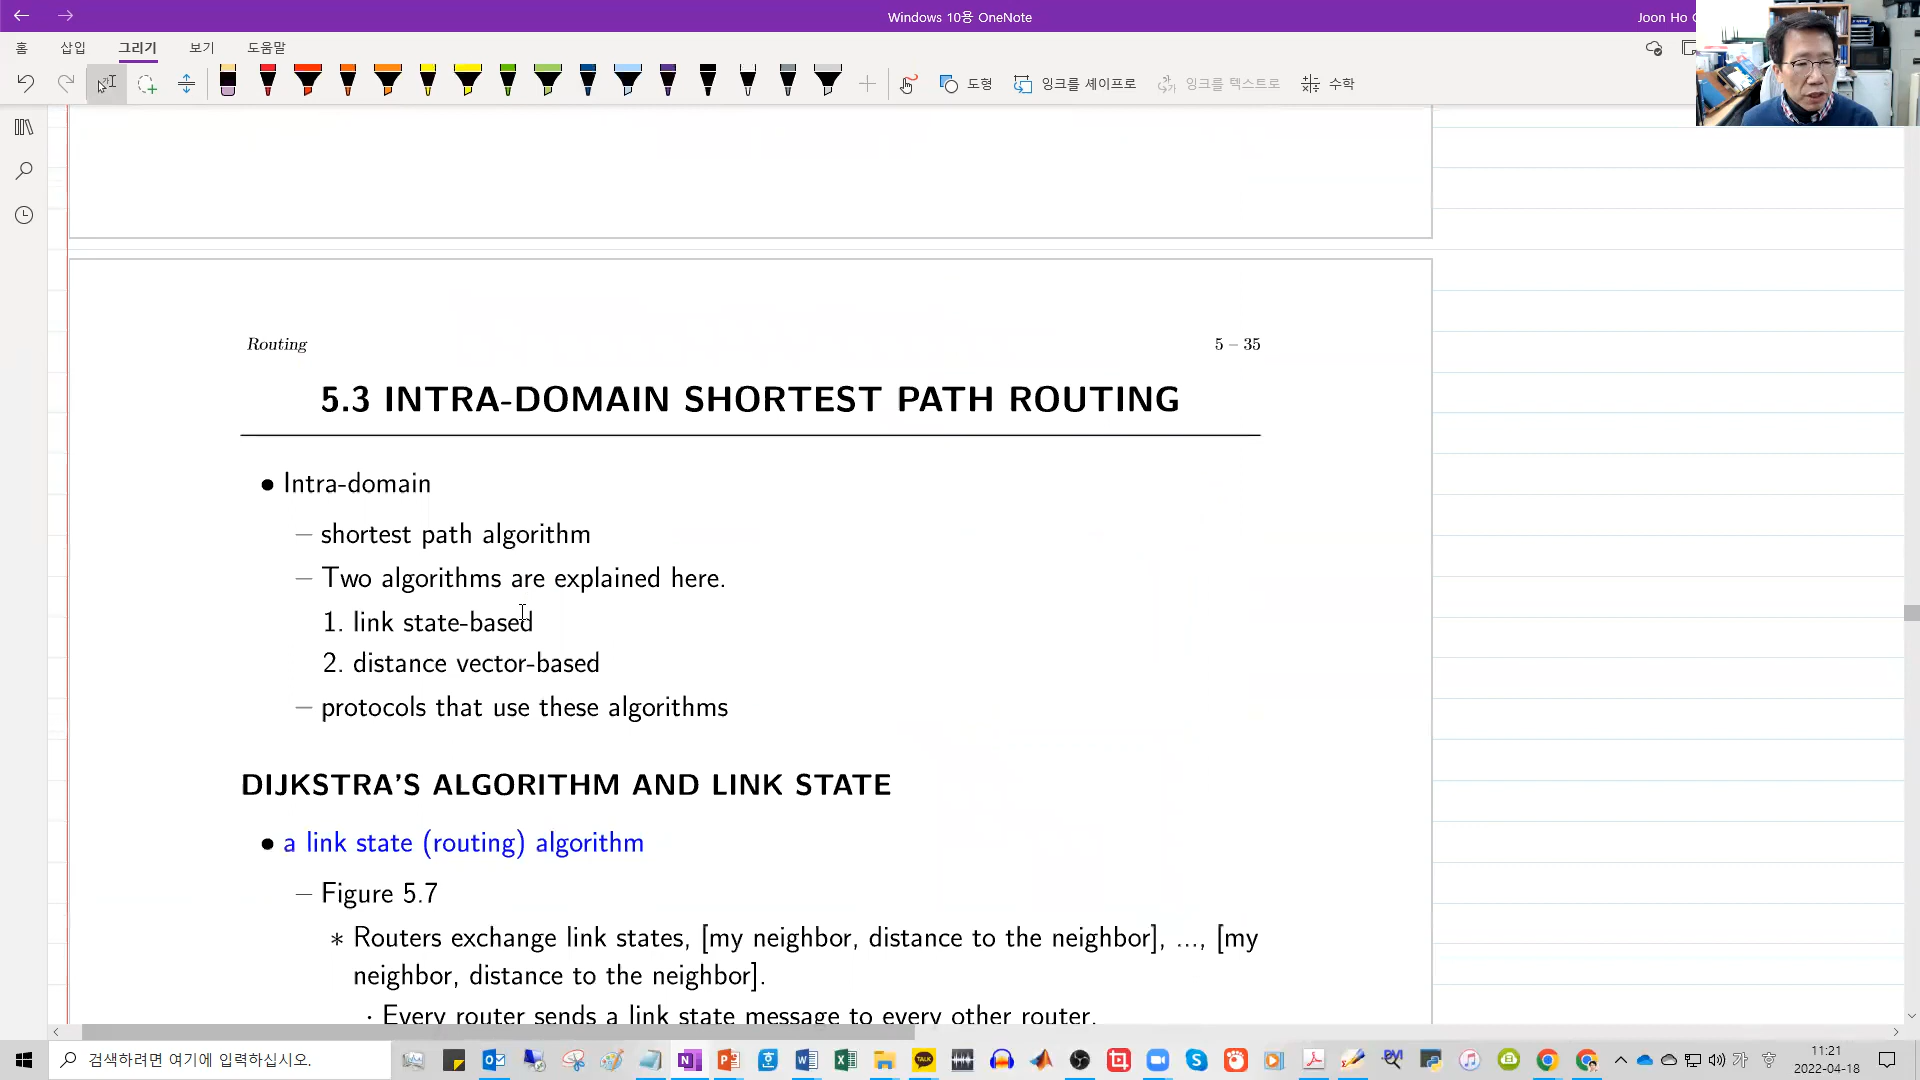 Windows 10용 OneNote
Joon Ho
홈 삽입 그리기 보기 도움말
도형 잉크를 셰이프로 잉크를 텍스트로 수학
Routing 5 – 35
5.3 INTRA-DOMAIN SHORTEST PATH ROUTING
• Intra-domain
– shortest path algorithm
– Two algorithms are explained here.
1. link state-based
2. distance vector-based
– protocols that use these algorithms
DIJKSTRA'S ALGORITHM AND LINK STATE
• a link state (routing) algorithm
– Figure 5.7
∗ Routers exchange link states, [my neighbor, distance to the neighbor], ..., [my
neighbor, distance to the neighbor].
· Every router sends a link state message to every other router.
검색하려면 여기에 입력하십시오.
TALK
가
11:21
2022-04-18